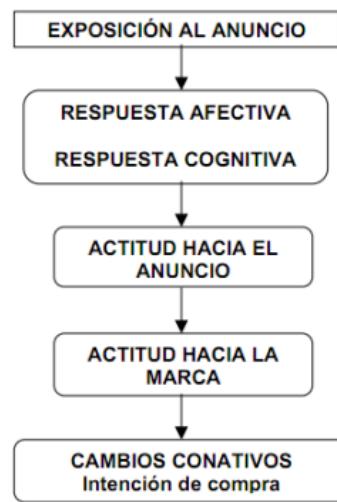 EXPOSICIÓN AL ANUNCIO
RESPUESTA AFECTIVA
RESPUESTA COGNITIVA
ACTITUD HACIA EL
ANUNCIO
ACTITUD HACIA LA
MARCA
CAMBIOS CONATIVOS
Intención de compra